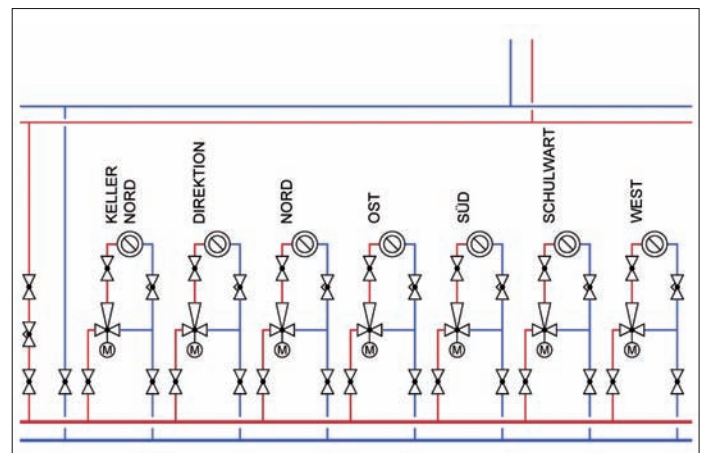 KELLER
NORD
DIREKTION
NORD
OST
SÜD
SCHULWART
WEST
M
M
M
M
M
M
M